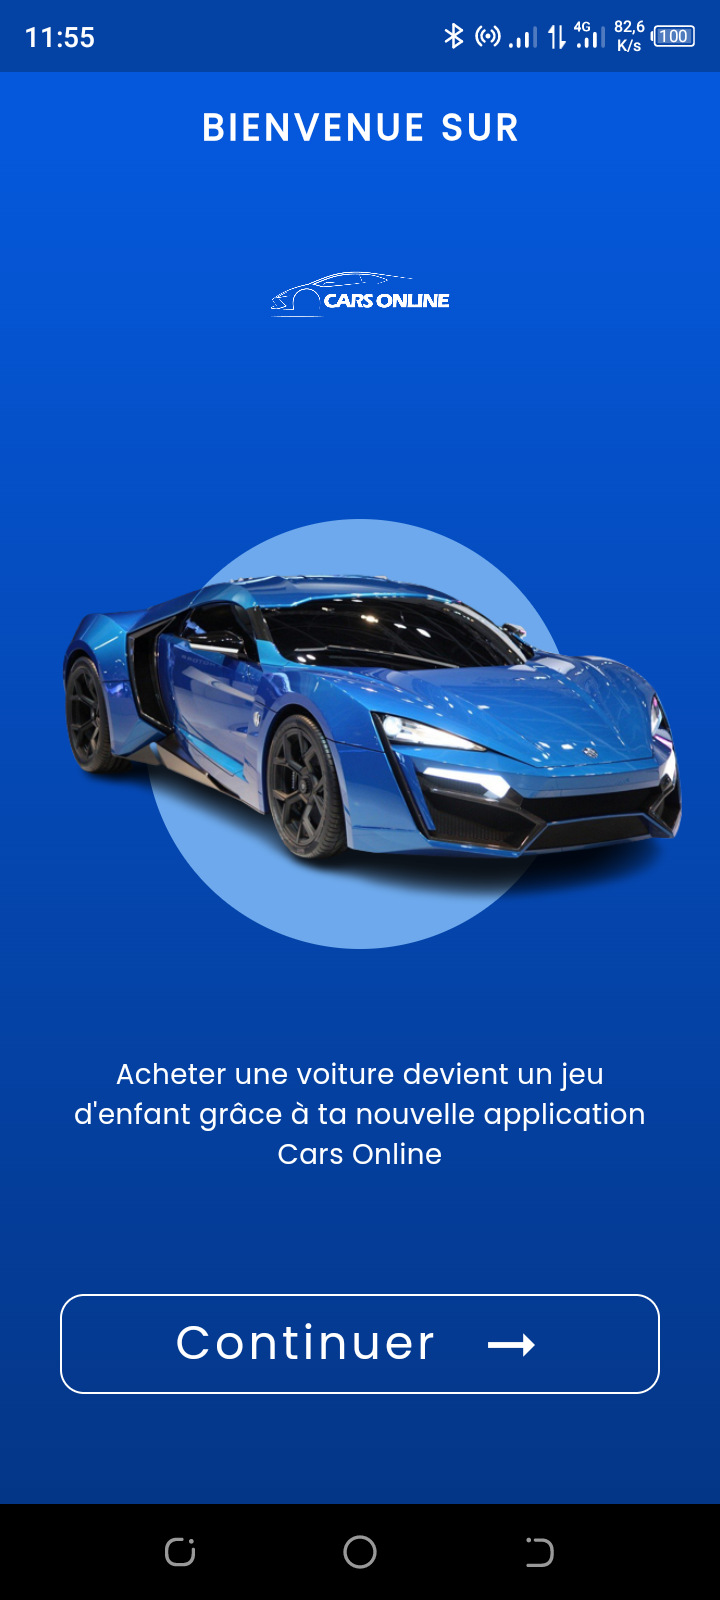 11:55
4G
82,6
K/s
100
BIENVENUE SUR
CARS ONLINE
Acheter une voiture devient un jeu
d'enfant grâce à ta nouvelle application
Cars Online
Continuer